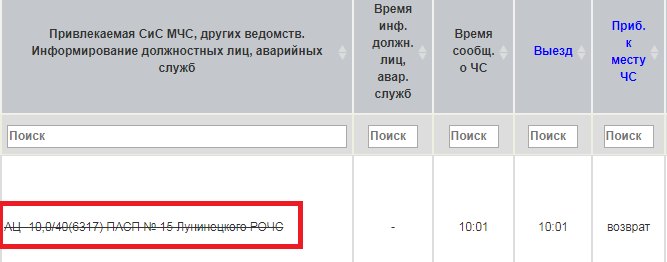 Привлекаемая СиС МЧС, других ведомств.
Информирование должностных лиц, аварийных
служб
Время
инф.
должн.
лиц,
авар.
служб
Время
сообщ.
о ЧС
Выезд
Приб.
к
месту
ЧС
Поиск
Поиск
Поиск
Поиск
Поиск
АЦ- 10,0/40(6317) ПАСП № 15 Лунинецкого РОЧС
-
10:01
10:01
возврат